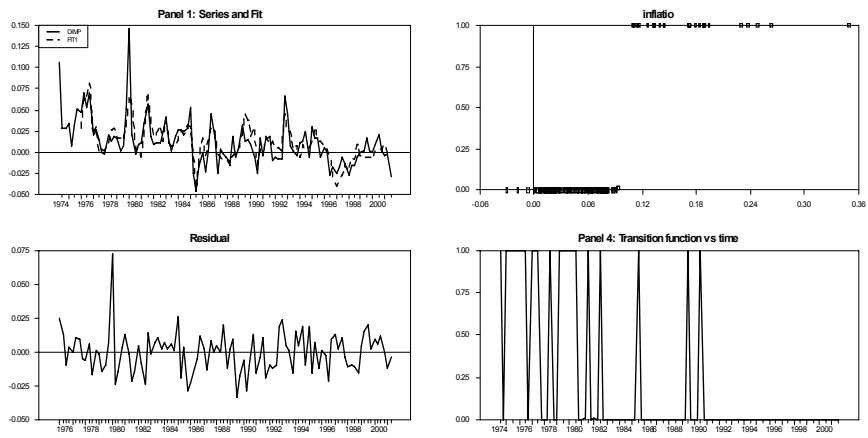 Panel 1: Series and Fit
0.150
0.125
0.100
0.075
0.050
0.025
0.000
-0.025
-0.050
DIMP
FIT1
1974 1976 1978 1980 1982 1984 1986 1988 1990 1992 1994 1996 1998 2000
inflatio
1.00
0.75
0.50
0.25
0.00
-0.06 0.00 0.06 0.12 0.18 0.24 0.30 0.36
Residual
0.075
0.050
0.025
0.000
-0.025
-0.050
1976 1978 1980 1982 1984 1986 1988 1990 1992 1994 1996 1998 2000
Panel 4: Transition function vs time
1.00
0.75
0.50
0.25
0.00
1974 1976 1978 1980 1982 1984 1986 1988 1990 1992 1994 1996 1998 2000